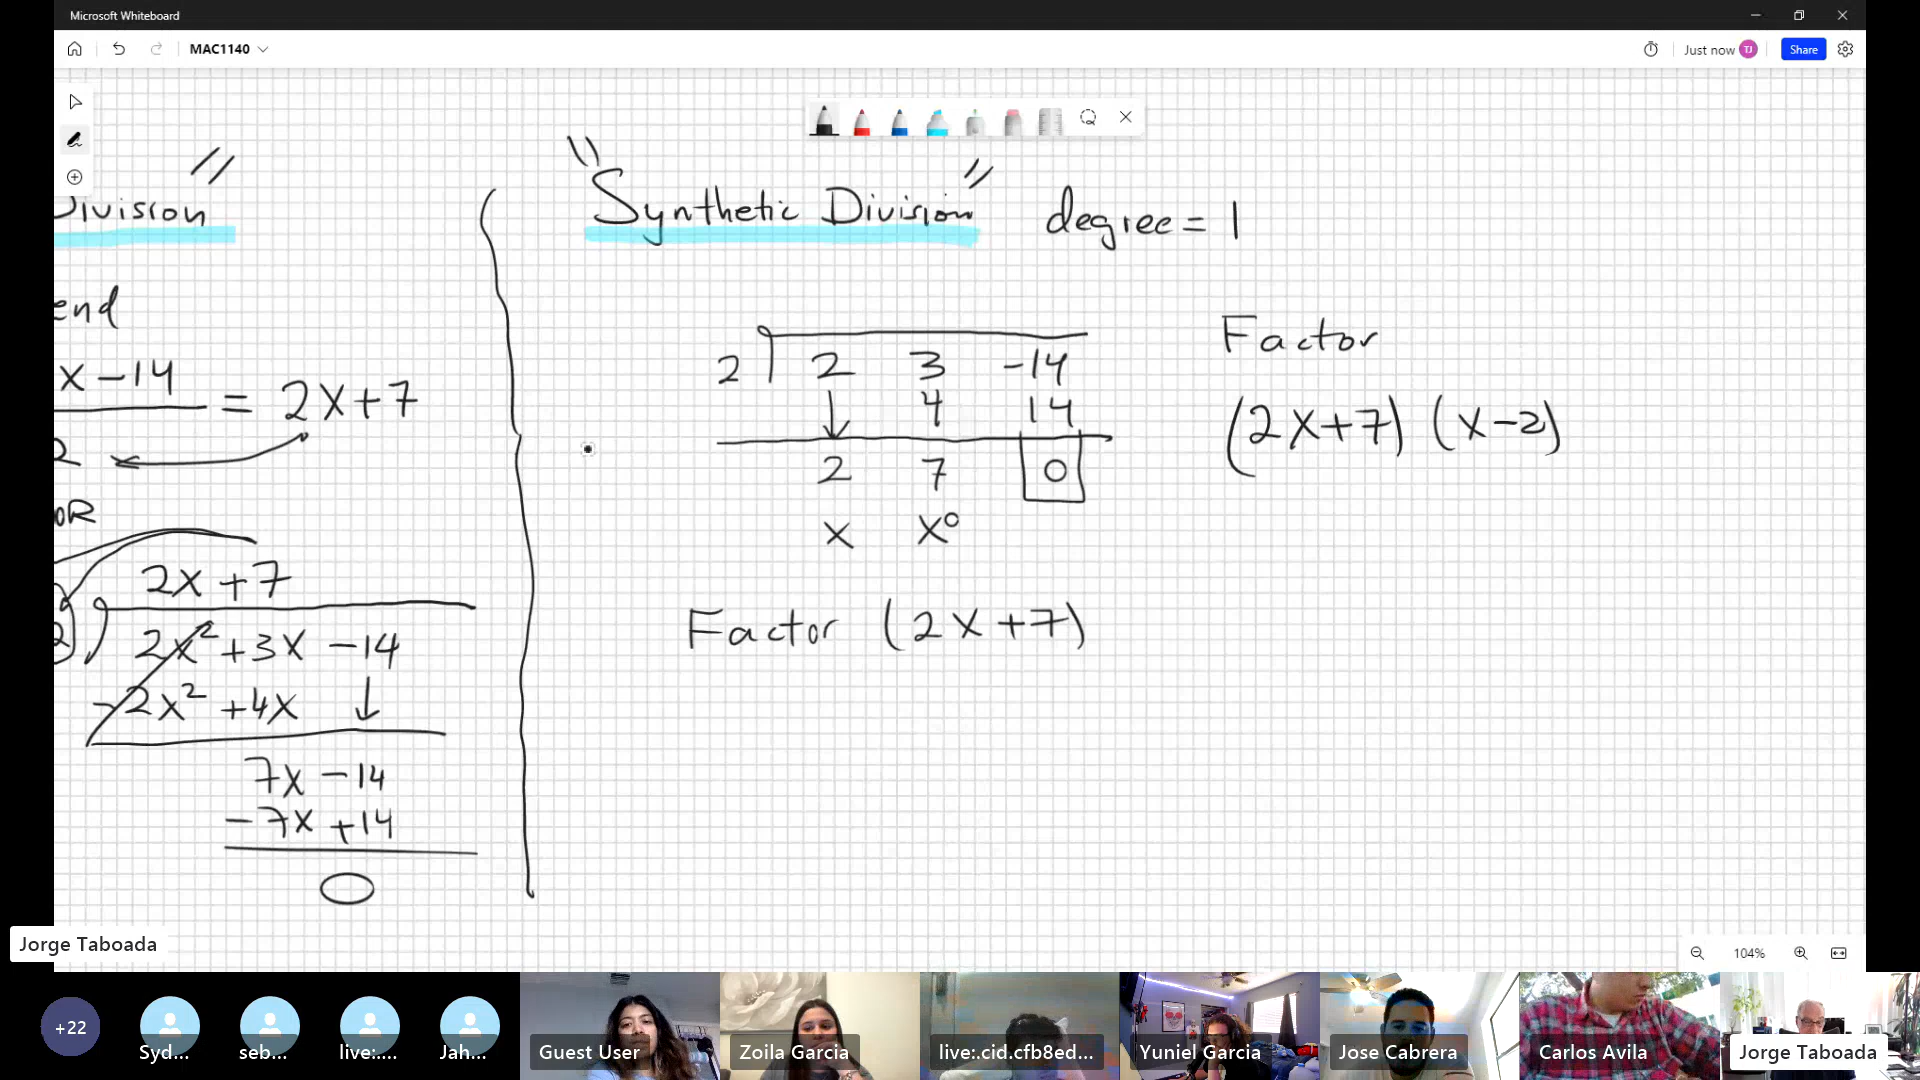 Microsoft Whiteboard
MAC1140
Just now TJ Share
Division
"Synthetic Division" degree = 1
end
x -14 = 2x+7
2
OR
2x +7
2x² +3x -14
-2x² +4x
7x -14
-7x +14
0
2 2 3 -14
4 14
2 7 0
x x⁰
Factor (2x+7)
Factor
(2x+7) (x-2)
104%
Jorge Taboada
+22
Syd...
seb...
live:....
Jah...
Guest User
Zoila Garcia
live:.cid.cfb8ed...
Yuniel Garcia
Jose Cabrera
Carlos Avila
Jorge Taboada